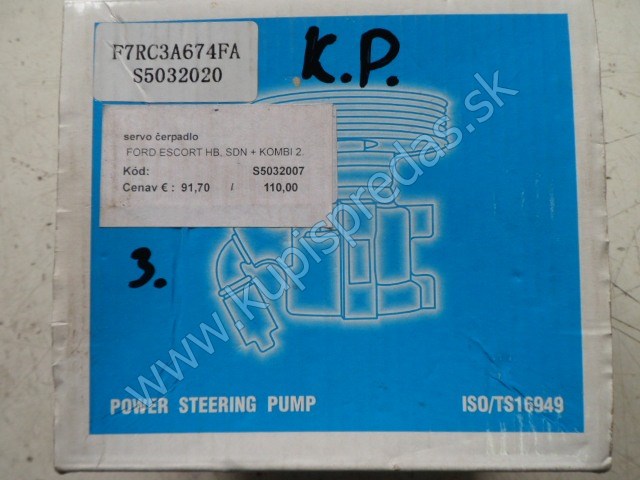 F7RC3A674FA
S5032020
K.P.
servo čerpadlo
FORD ESCORT HB, SDN + KOMBI 2.
Kód: S5032007
Cenav € : 91,70 / 110,00
3.
www.kupispredas.sk
POWER STEERING PUMP ISO/TS16949